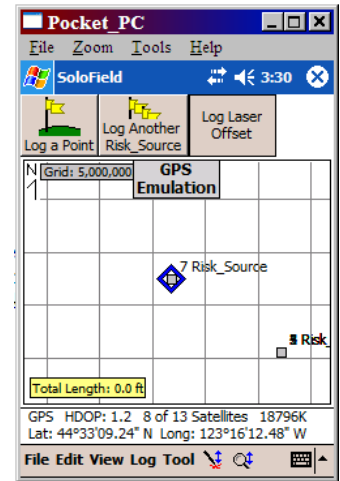 Pocket_PC
File Zoom Tools Help
SoloField 3:30
Log a Point
Log Another
Risk_Source
Log Laser
Offset
N
Grid: 5,000,000
GPS
Emulation
7 Risk_Source
Risk_
Total Length: 0.0 ft
GPS HDOP: 1.2 8 of 13 Satellites 18796K
Lat: 44°33'09.24" N Long: 123°16'12.48" W
File Edit View Log Tool